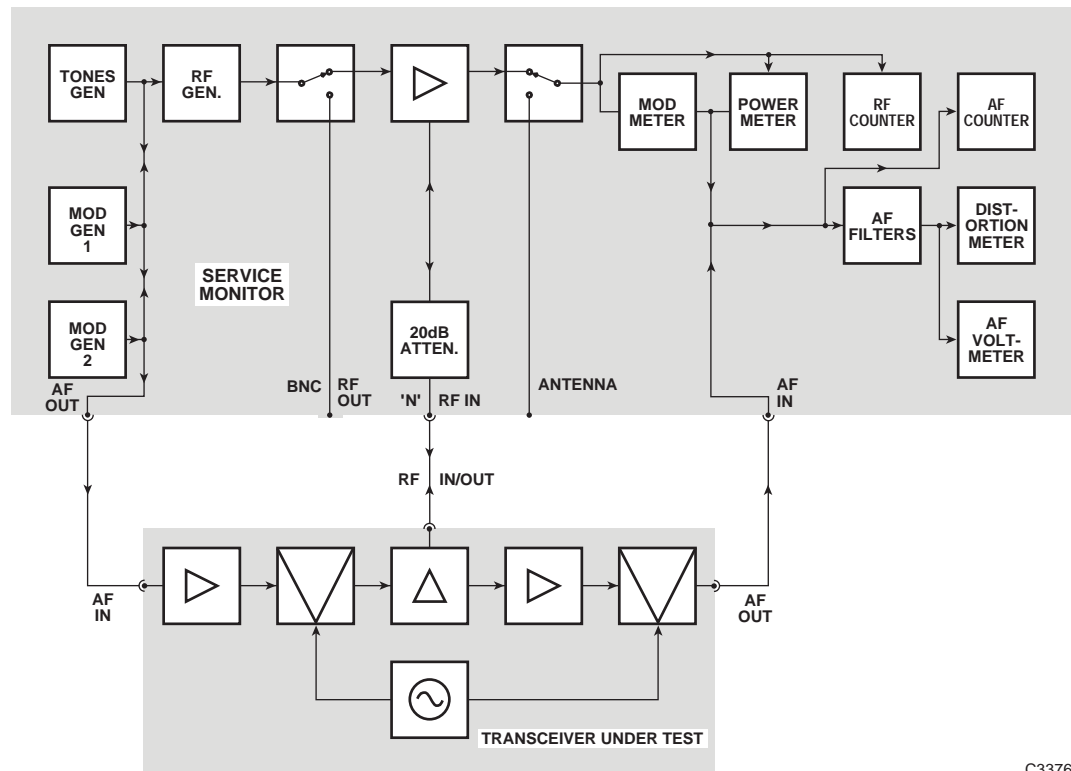 TONES
GEN
RF
GEN.
MOD
METER
POWER
METER
RF
COUNTER
AF
COUNTER
MOD
GEN
1
AF
FILTERS
DIST-
ORTION
METER
SERVICE
MONITOR
MOD
GEN
2
20dB
ATTEN.
AF
VOLT-
METER
AF
OUT
BNC
RF
OUT
'N'
RF IN
ANTENNA
AF
IN
RF
IN/OUT
AF
IN
AF
OUT
TRANSCEIVER UNDER TEST
C3376